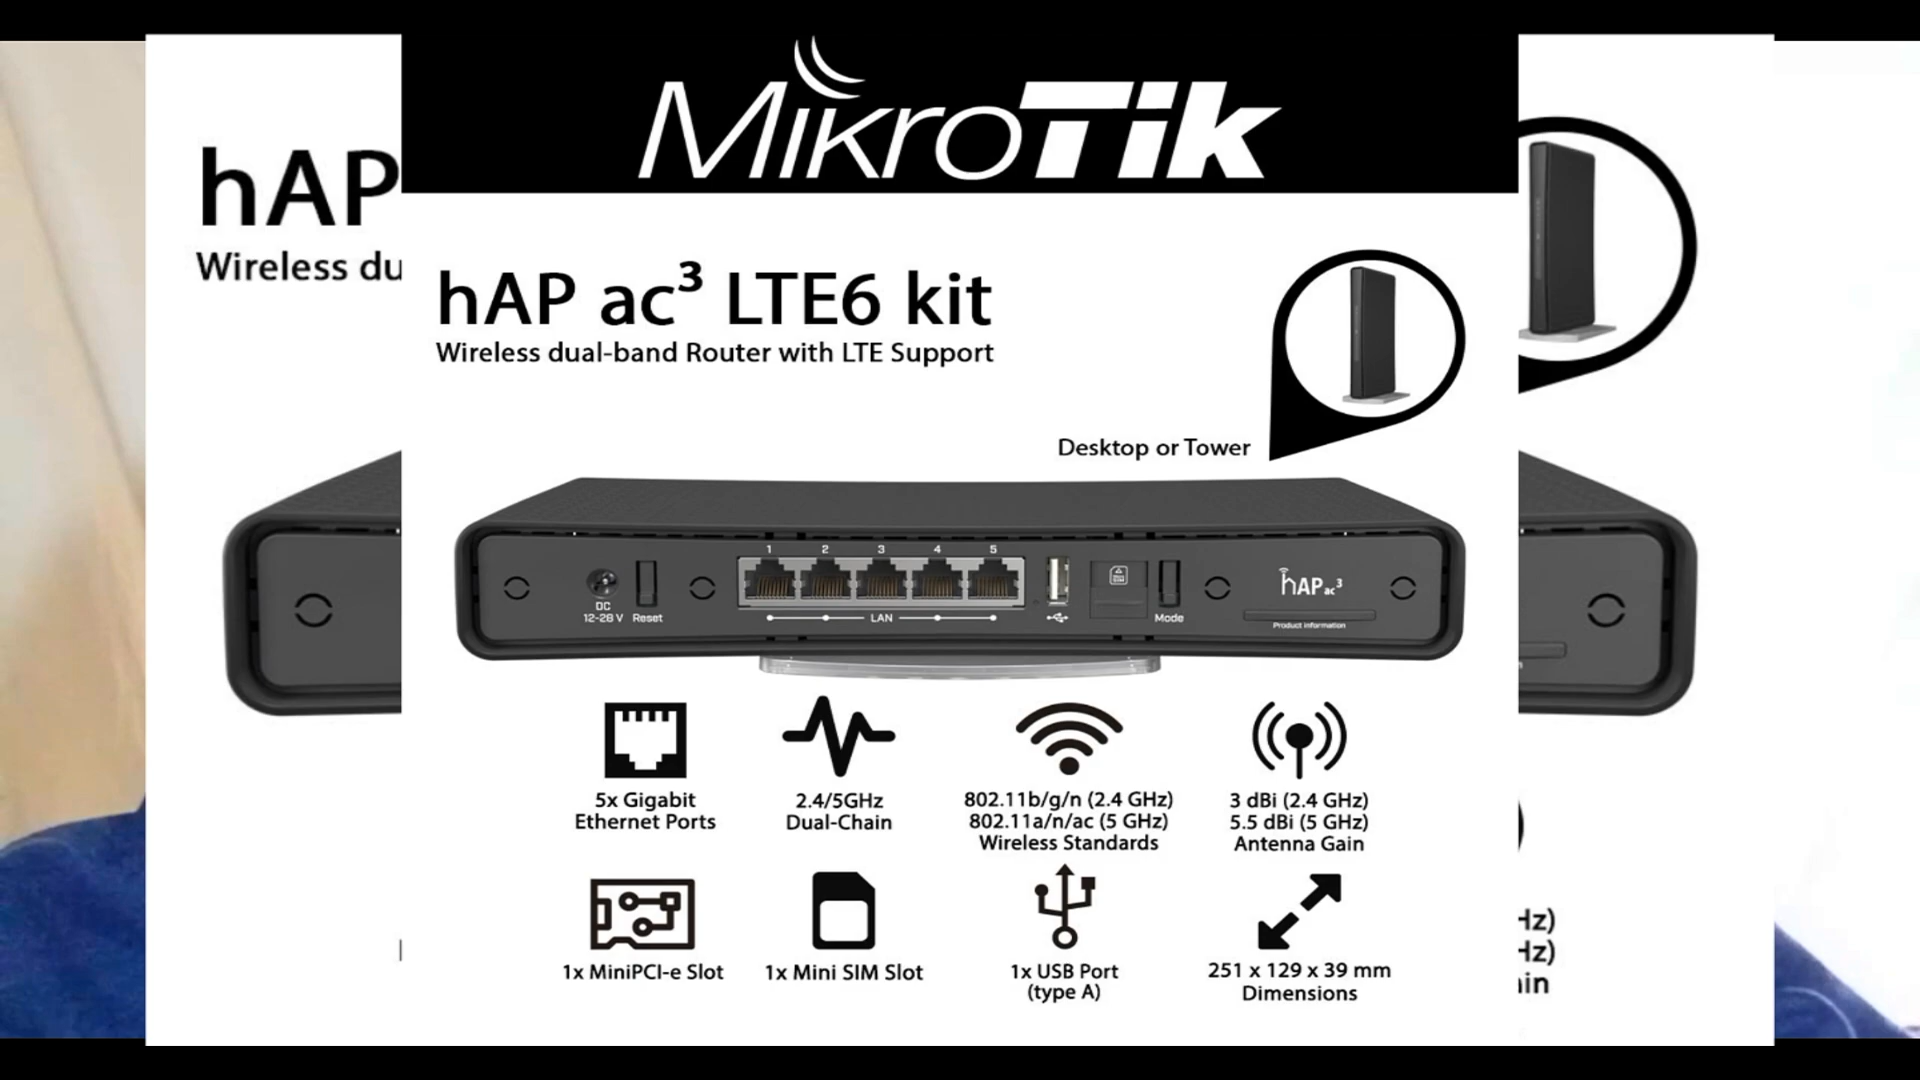 MikroTik
hAP
Wireless du
hAP ac³ LTE6 kit
Wireless dual-band Router with LTE Support
Desktop or Tower
1 2 3 4 5
DC
12-28 V
Reset
LAN
Mode
hAP ac³
Product information
5x Gigabit
Ethernet Ports
2.4/5GHz
Dual-Chain
802.11b/g/n (2.4 GHz)
802.11a/n/ac (5 GHz)
Wireless Standards
3 dBi (2.4 GHz)
5.5 dBi (5 GHz)
Antenna Gain
1x MiniPCI-e Slot
1x Mini SIM Slot
1x USB Port
(type A)
251 x 129 x 39 mm
Dimensions
Hz)
Hz)
in